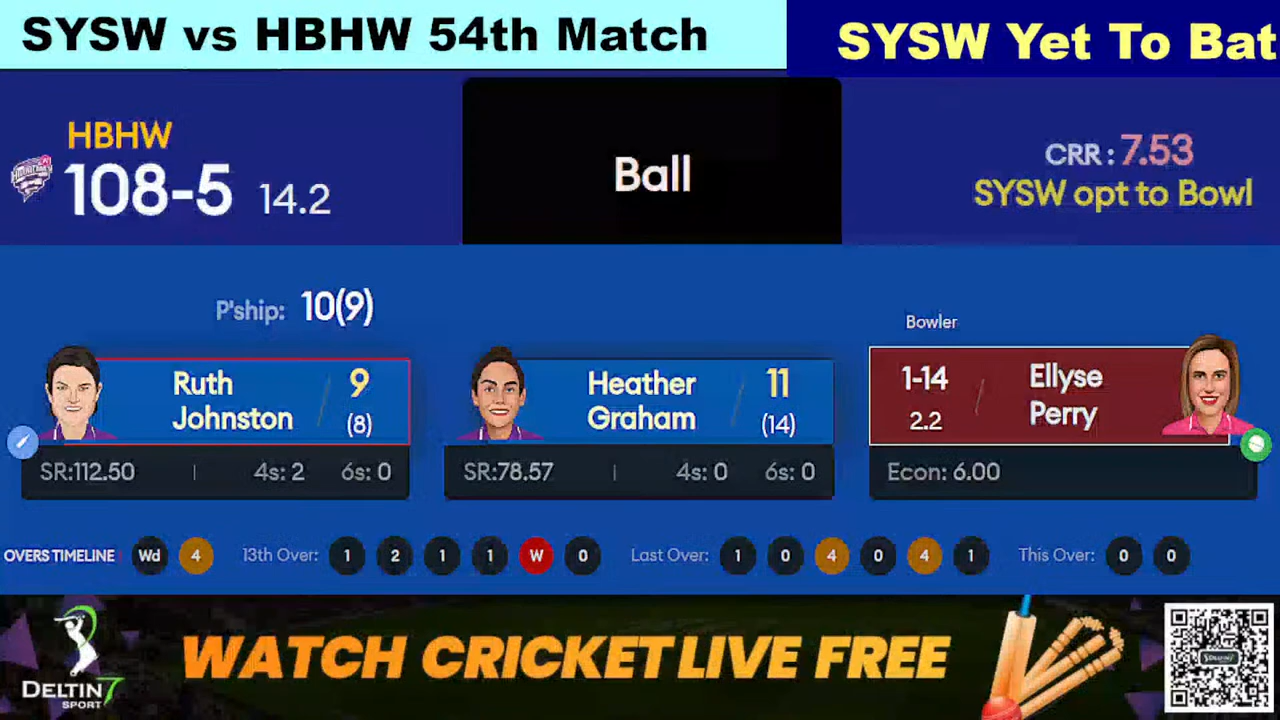 SYSW vs HBHW 54th Match
SYSW Yet To Bat
HBHW
108-5 14.2
Ball
CRR : 7.53
SYSW opt to Bowl
P'ship: 10(9)
Bowler
Ruth Johnston / 9 (8)
Heather Graham / 11 (14)
1-14 2.2 / Ellyse Perry
SR:112.50 | 4s: 2 6s: 0
SR:78.57 | 4s: 0 6s: 0
Econ: 6.00
OVERS TIMELINE Wd 4 13th Over: 1 2 1 1 W 0 Last Over: 1 0 4 0 4 1 This Over: 0 0
WATCH CRICKET LIVE FREE
DELTIN7
SPORT